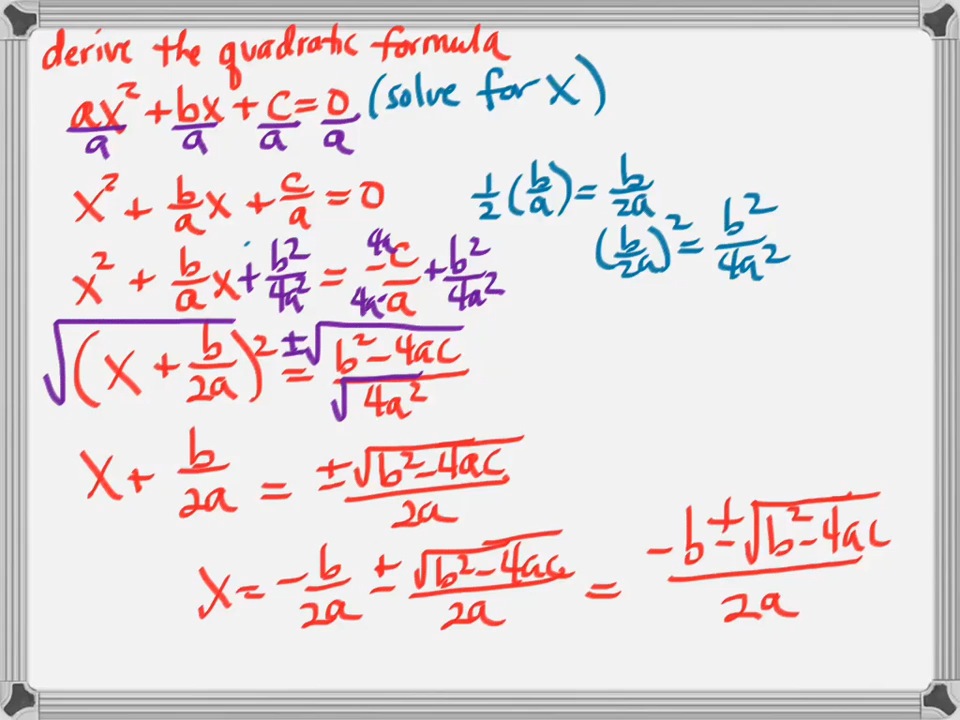 derive the quadratic formula
ax²/a + bx/a + c/a = 0/a (solve for x)
x² + b/a x + c/a = 0
1/2 (b/a) = b/2a
(b/2a)² = b²/4a²
x² + b/a x + b²/4a² = 4a/4a · -c/a + b²/4a²
√(x + b/2a)² = ±√b²-4ac / √4a²
x + b/2a = ±√b²-4ac / 2a
x = -b/2a ± √b²-4ac / 2a = -b ± √b²-4ac / 2a